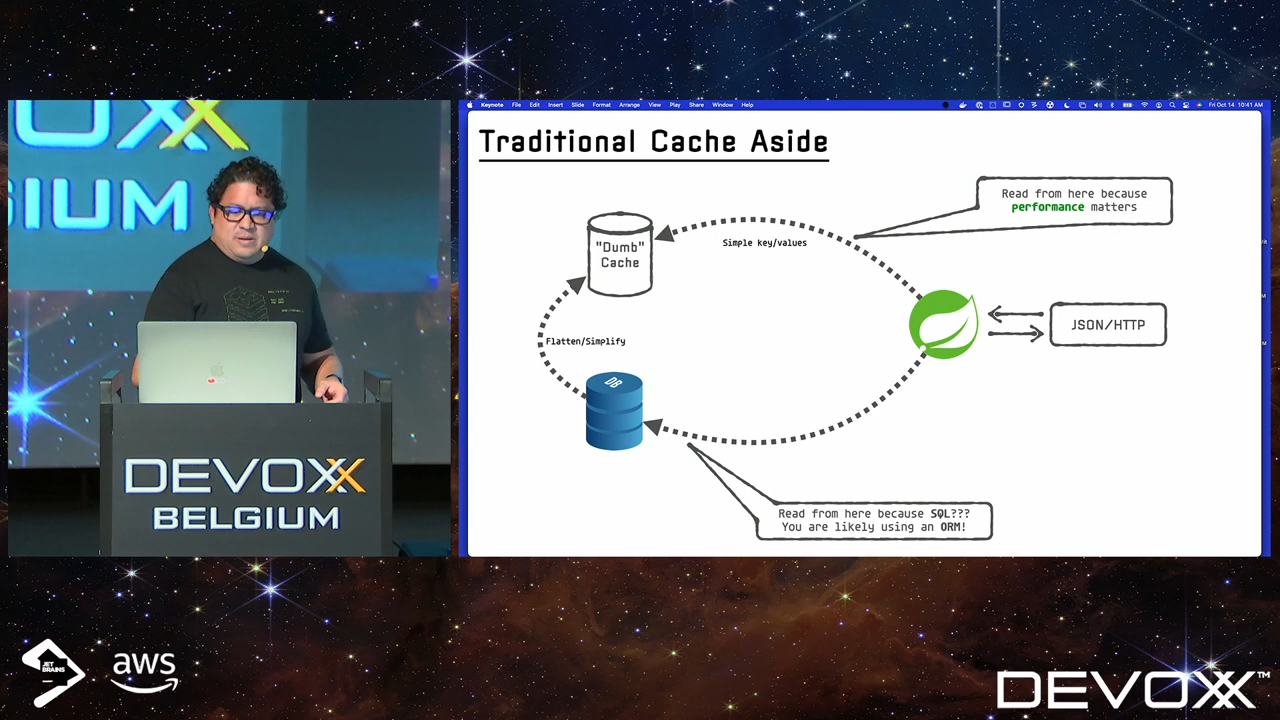 DEVOXX
GIUM
DEVOXX
BELGIUM
Keynote File Edit Insert Slide Format Arrange View Play Share Window Help
Fri Oct 14 10:41 AM
Traditional Cache Aside
Read from here because
performance matters
"Dumb"
Cache
Simple key/values
JSON/HTTP
Flatten/Simplify
DB
Read from here because SQL???
You are likely using an ORM!
JET
BRAINS
aws
DEVOXX™